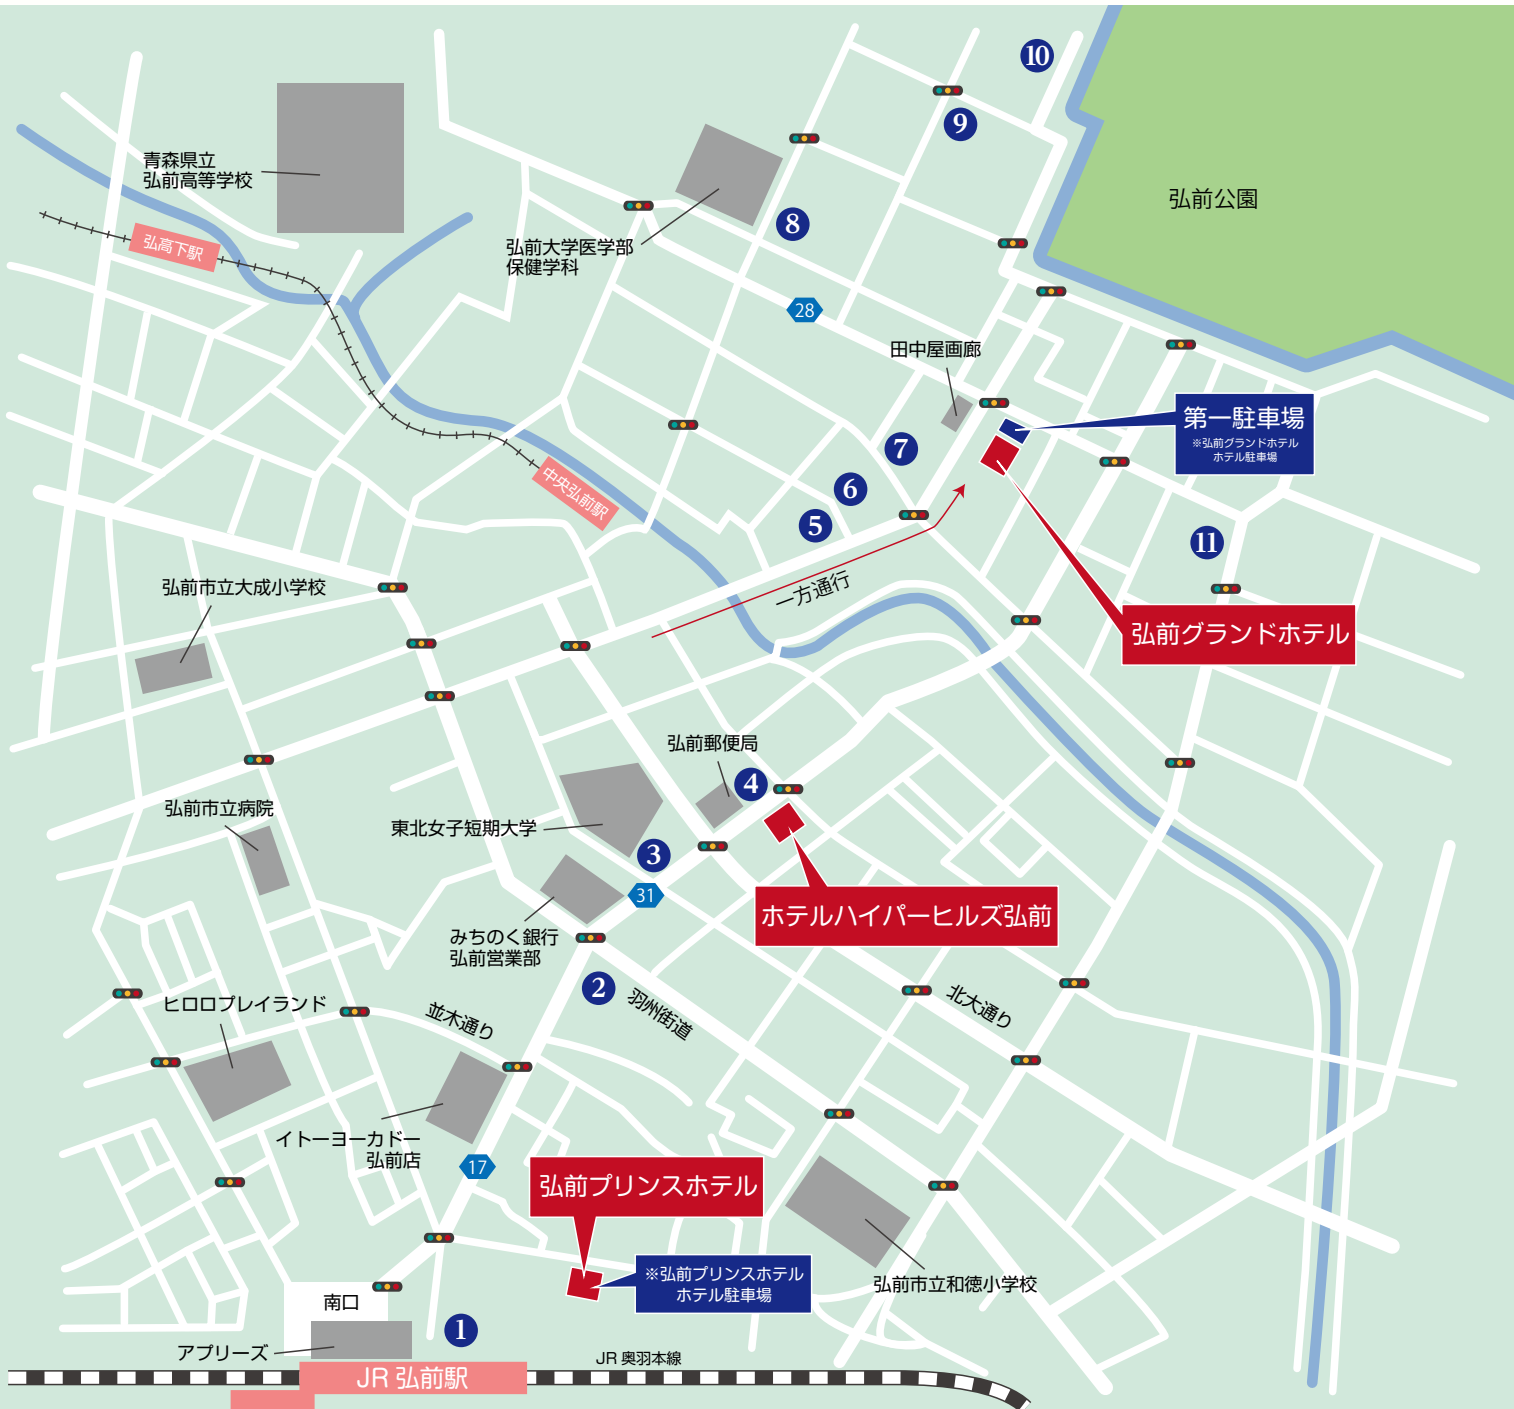 10
9
弘前公園
青森県立
弘前高等学校
弘高下駅
弘前大学医学部
保健学科
8
28
田中屋画廊
第一駐車場
※弘前グランドホテル
ホテル駐車場
7
6
5
中央弘前駅
11
弘前市立大成小学校
一方通行
弘前グランドホテル
弘前郵便局
4
弘前市立病院
東北女子短期大学
3
31
ホテルハイパーヒルズ弘前
みちのく銀行
弘前営業部
2
羽州街道
北大通り
ヒロロプレイランド
並木通り
イトーヨーカドー
弘前店
17
弘前プリンスホテル
※弘前プリンスホテル
ホテル駐車場
弘前市立和徳小学校
南口
1
アプリーズ
JR 弘前駅
JR 奥羽本線